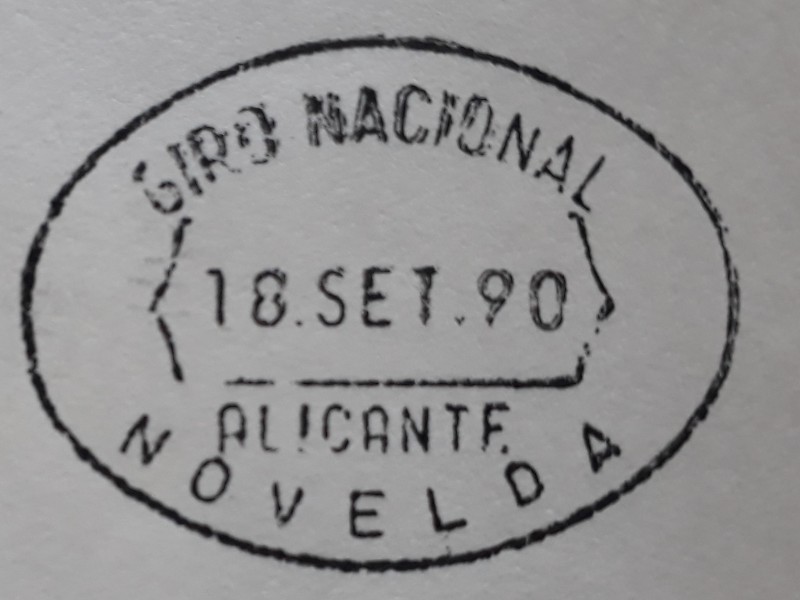 GIRO NACIONAL
18.SET.90
ALICANTE
NOVELDA